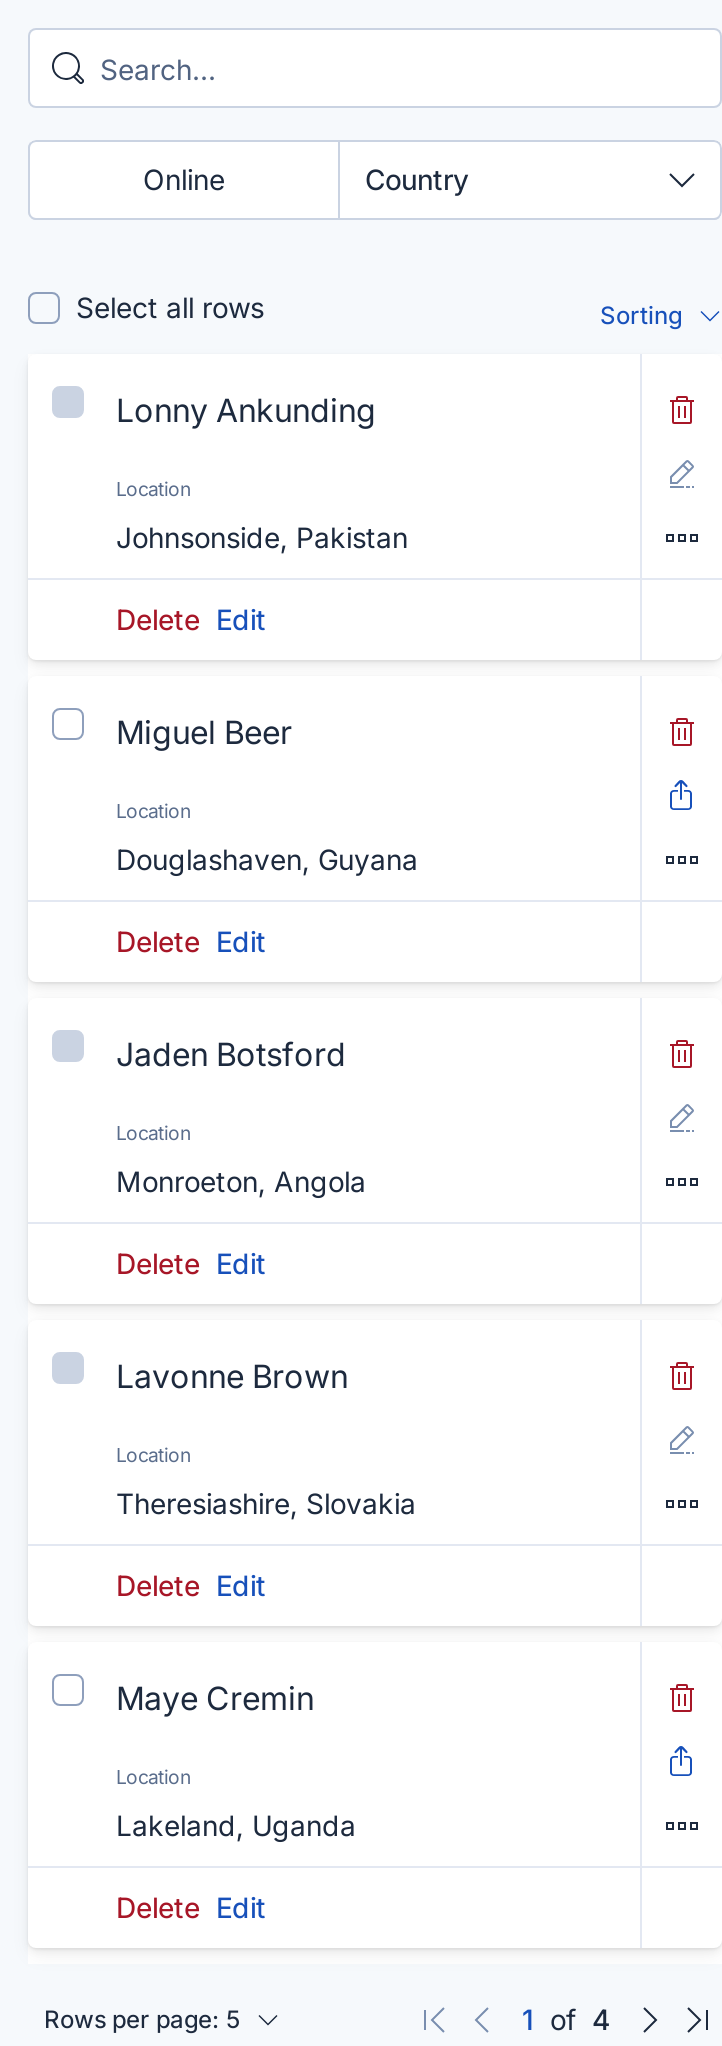 Search...
Online Country
Select all rows Sorting
Lonny Ankunding
Location
Johnsonside, Pakistan
Delete Edit
Miguel Beer
Location
Douglashaven, Guyana
Delete Edit
Jaden Botsford
Location
Monroeton, Angola
Delete Edit
Lavonne Brown
Location
Theresiashire, Slovakia
Delete Edit
Maye Cremin
Location
Lakeland, Uganda
Delete Edit
Rows per page: 5 1 of 4